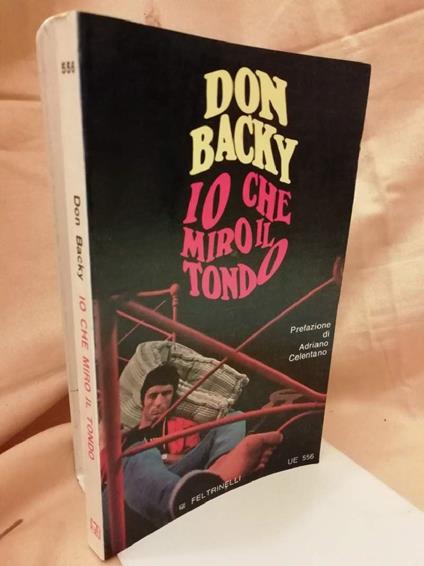 556
Don Backy IO CHE MIRO IL TONDO
DON
BACKY
IO CHE
MIRO IL
TONDO
Prefazione
di
Adriano
Celentano
FELTRINELLI
UE 556